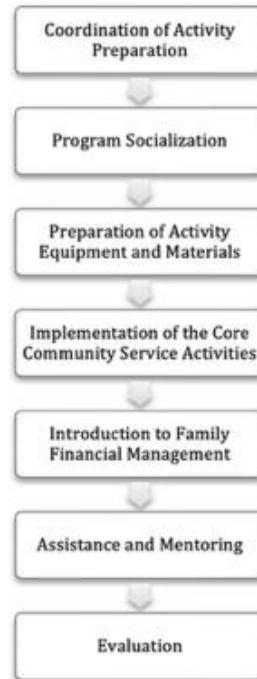 Coordination of Activity
Preparation
Program Socialization
Preparation of Activity
Equipment and Materials
Implementation of the Core
Community Service Activities
Introduction to Family
Financial Management
Assistance and Mentoring
Evaluation